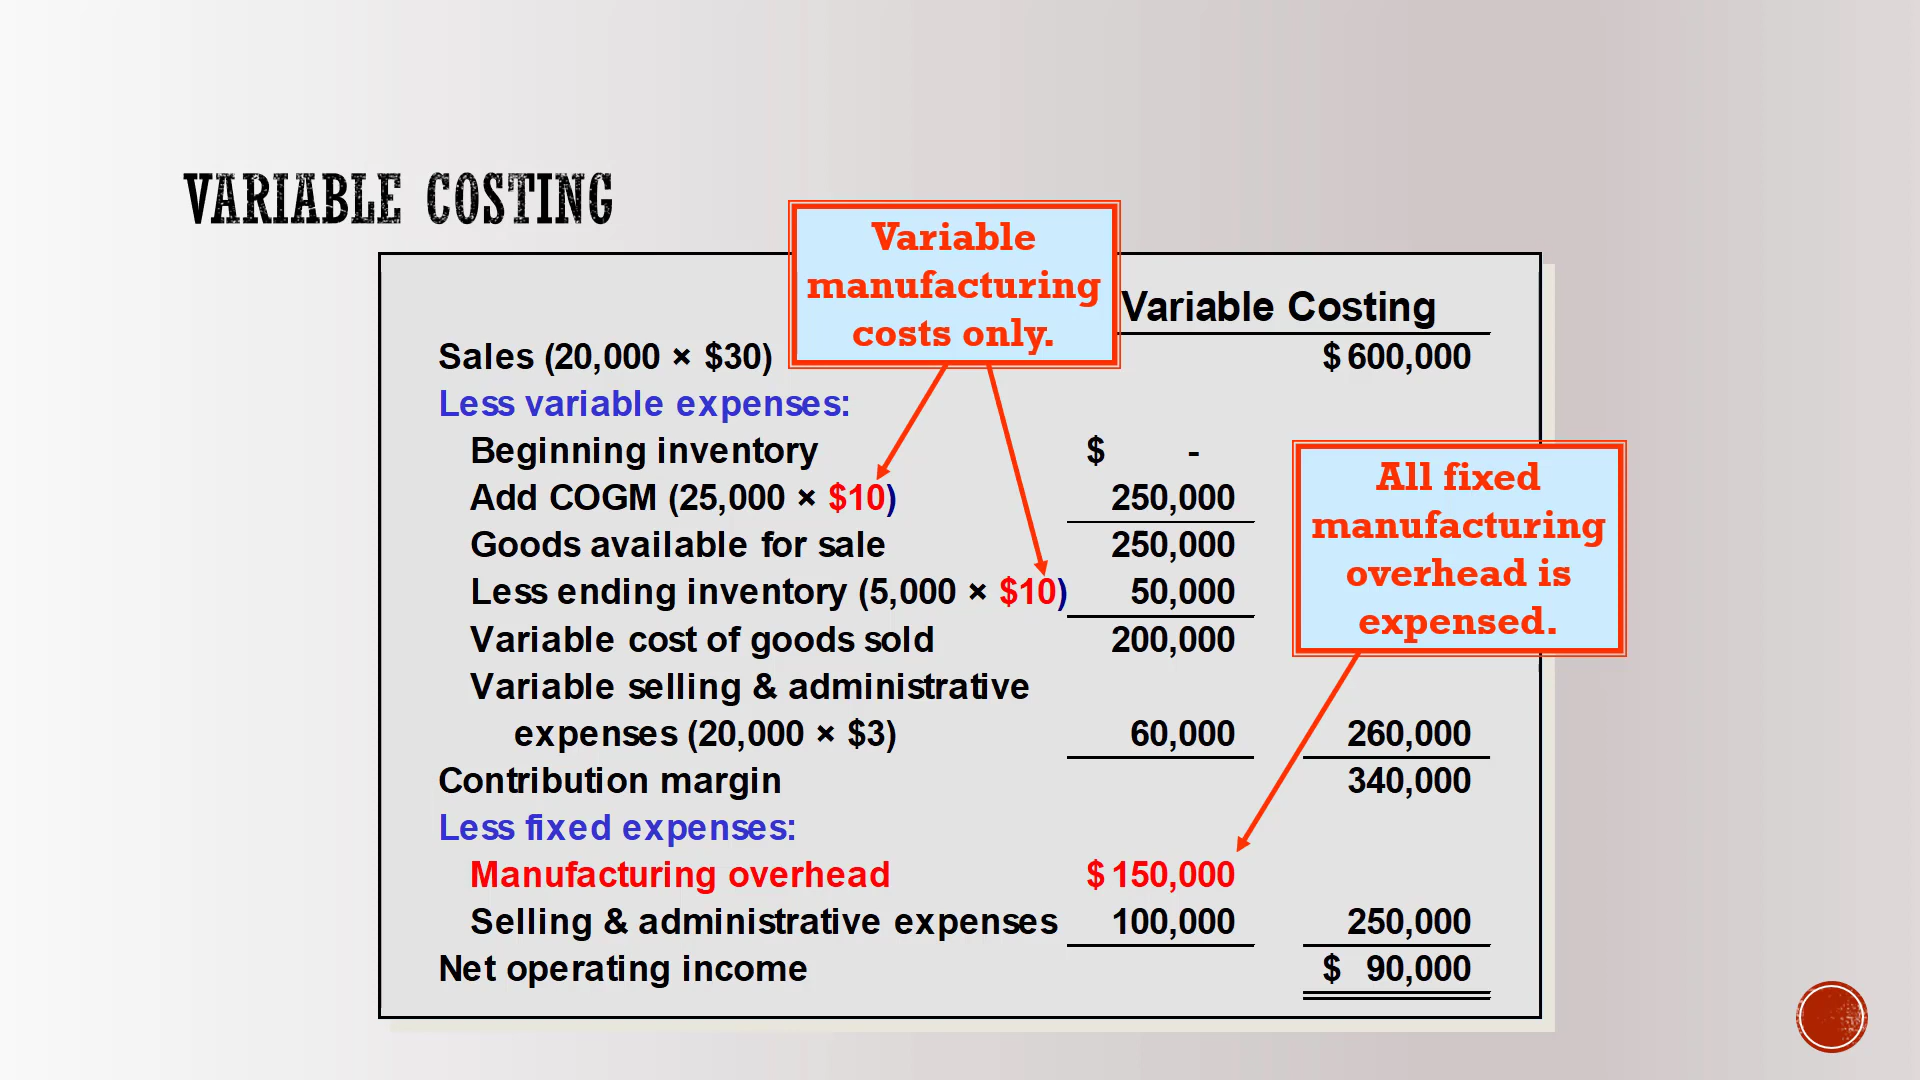 VARIABLE COSTING
Variable
manufacturing
costs only.
Variable Costing
Sales (20,000 × $30) $ 600,000
Less variable expenses:
Beginning inventory $ -
Add COGM (25,000 × $10) 250,000
Goods available for sale 250,000
Less ending inventory (5,000 × $10) 50,000
Variable cost of goods sold 200,000
Variable selling & administrative
expenses (20,000 × $3) 60,000 260,000
Contribution margin 340,000
Less fixed expenses:
Manufacturing overhead $ 150,000
Selling & administrative expenses 100,000 250,000
Net operating income $ 90,000
All fixed
manufacturing
overhead is
expensed.